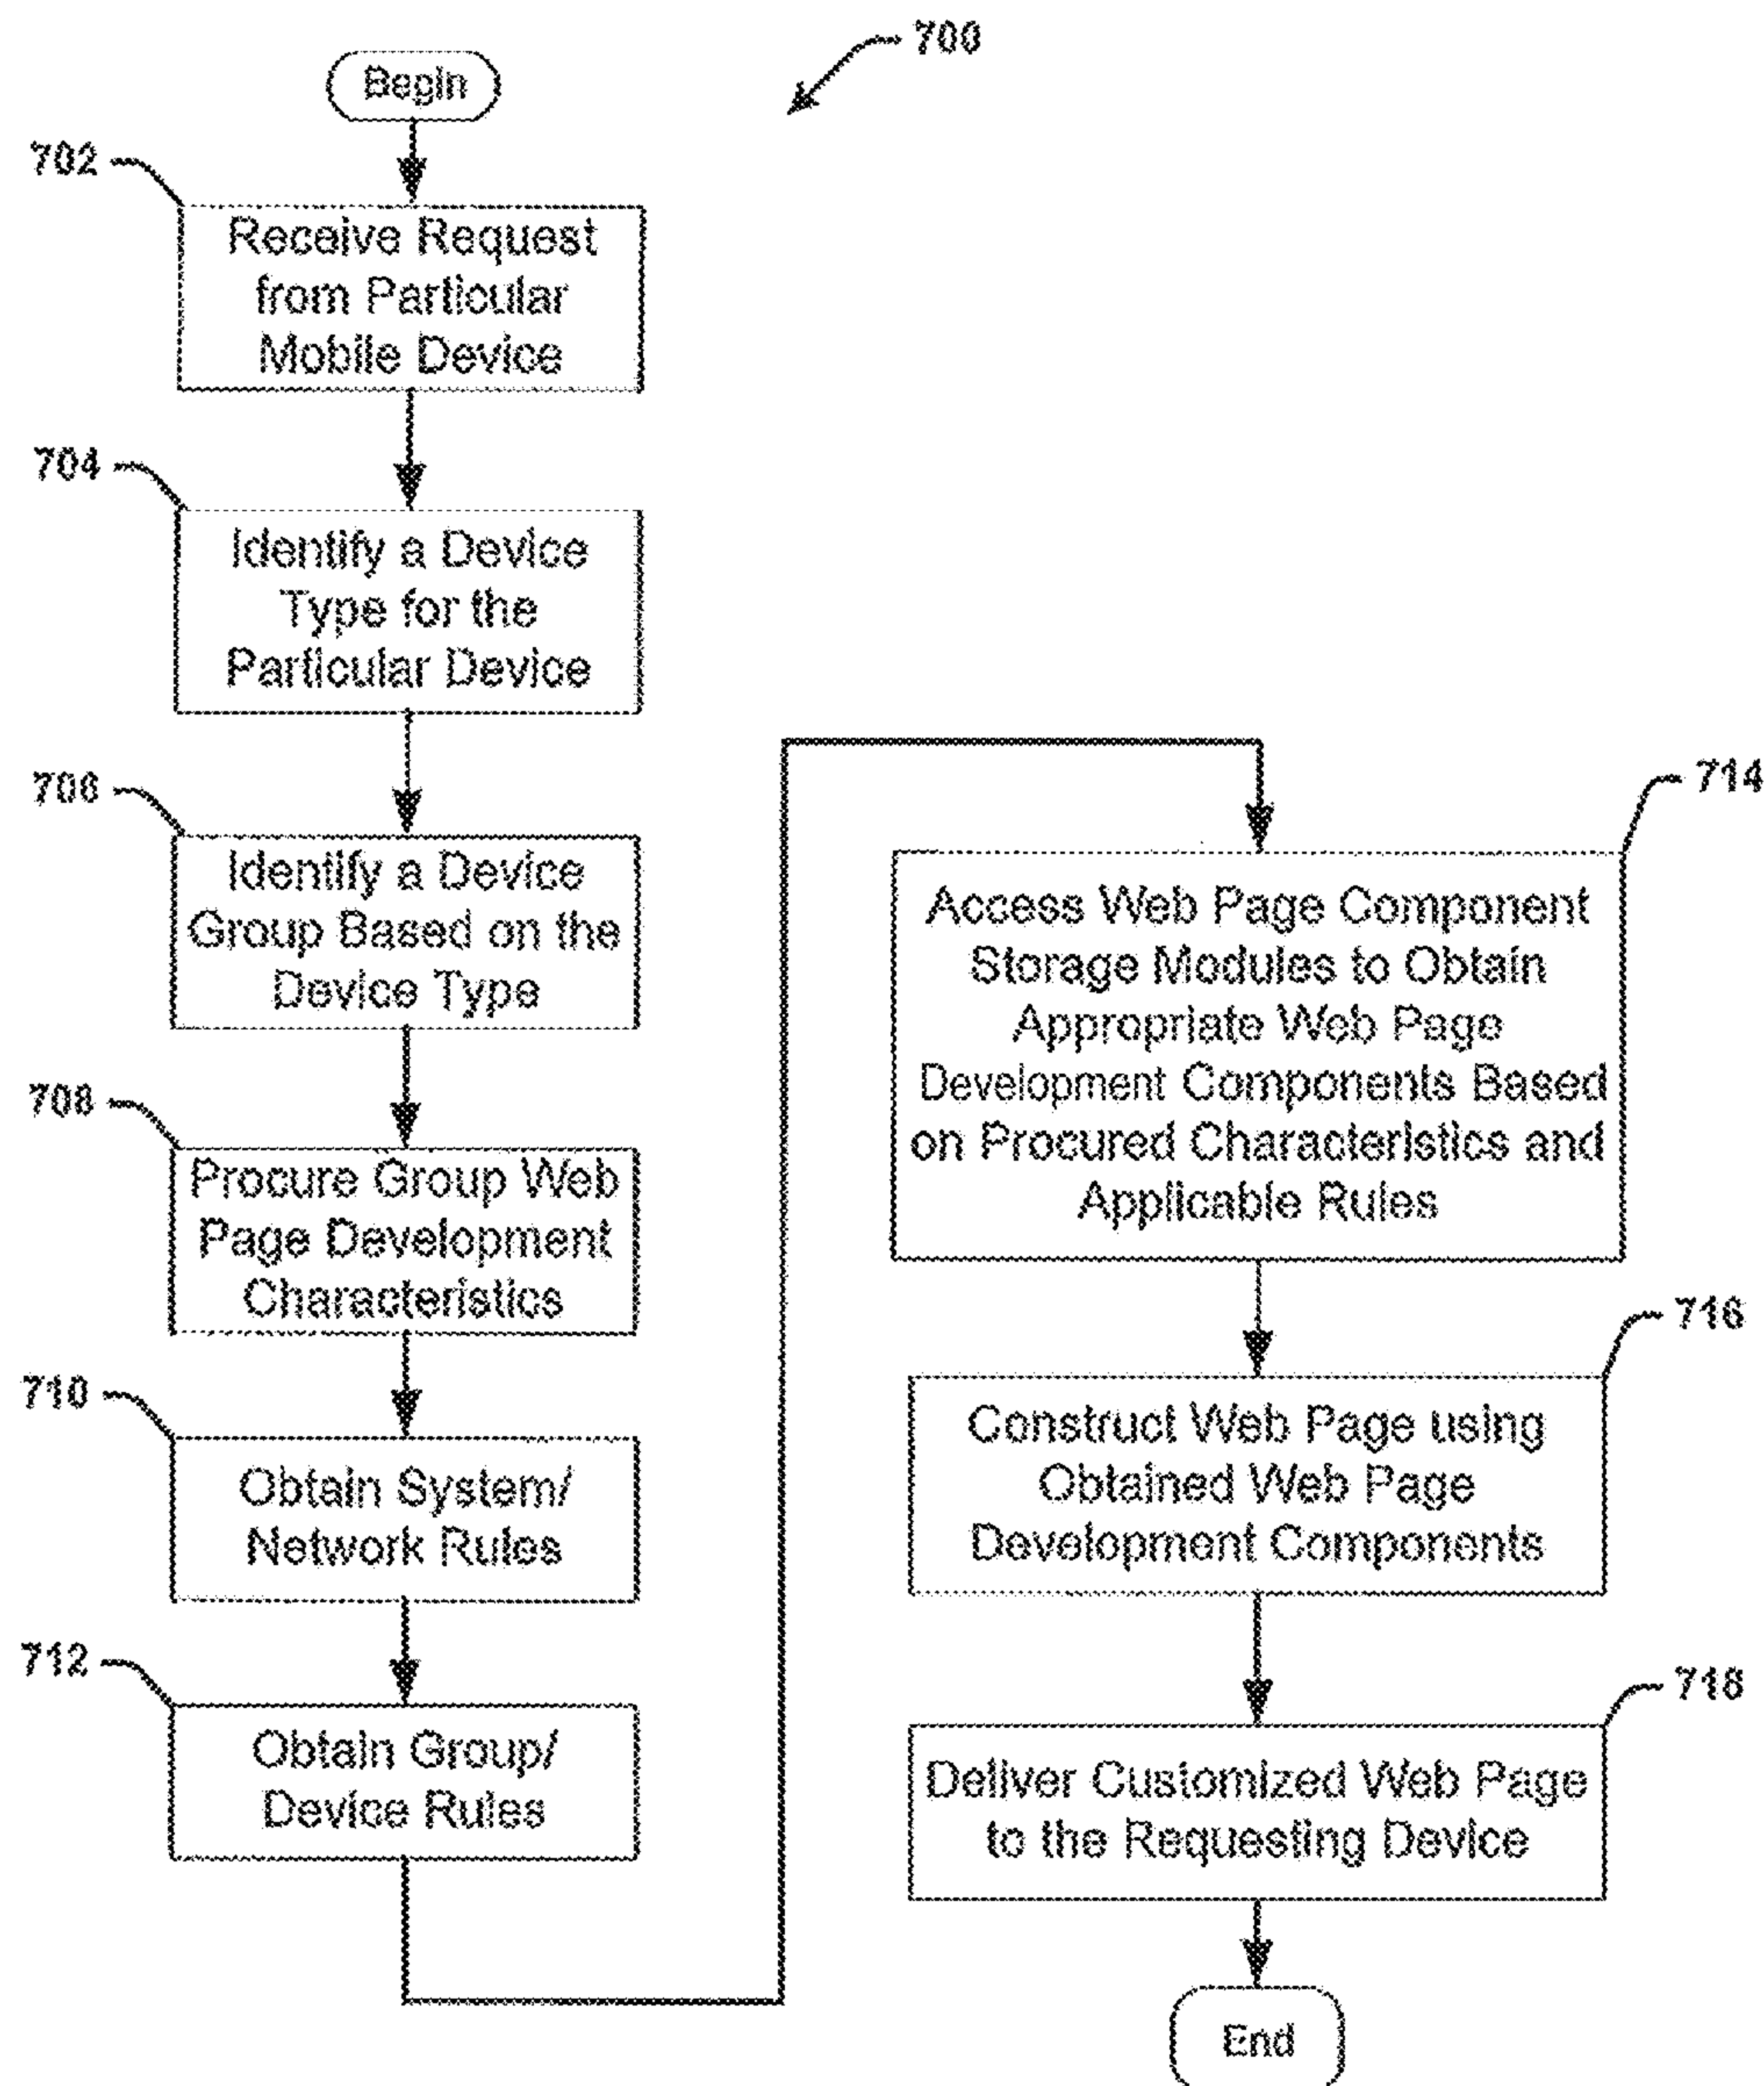 700
Begin
702
Receive Request
from Particular
Mobile Device
704
Identify a Device
Type for the
Particular Device
706
Identify a Device
Group Based on the
Device Type
708
Procure Group Web
Page Development
Characteristics
710
Obtain System/
Network Rules
712
Obtain Group/
Device Rules
714
Access Web Page Component
Storage Modules to Obtain
Appropriate Web Page
Development Components Based
on Procured Characteristics and
Applicable Rules
716
Construct Web Page using
Obtained Web Page
Development Components
718
Deliver Customized Web Page
to the Requesting Device
End